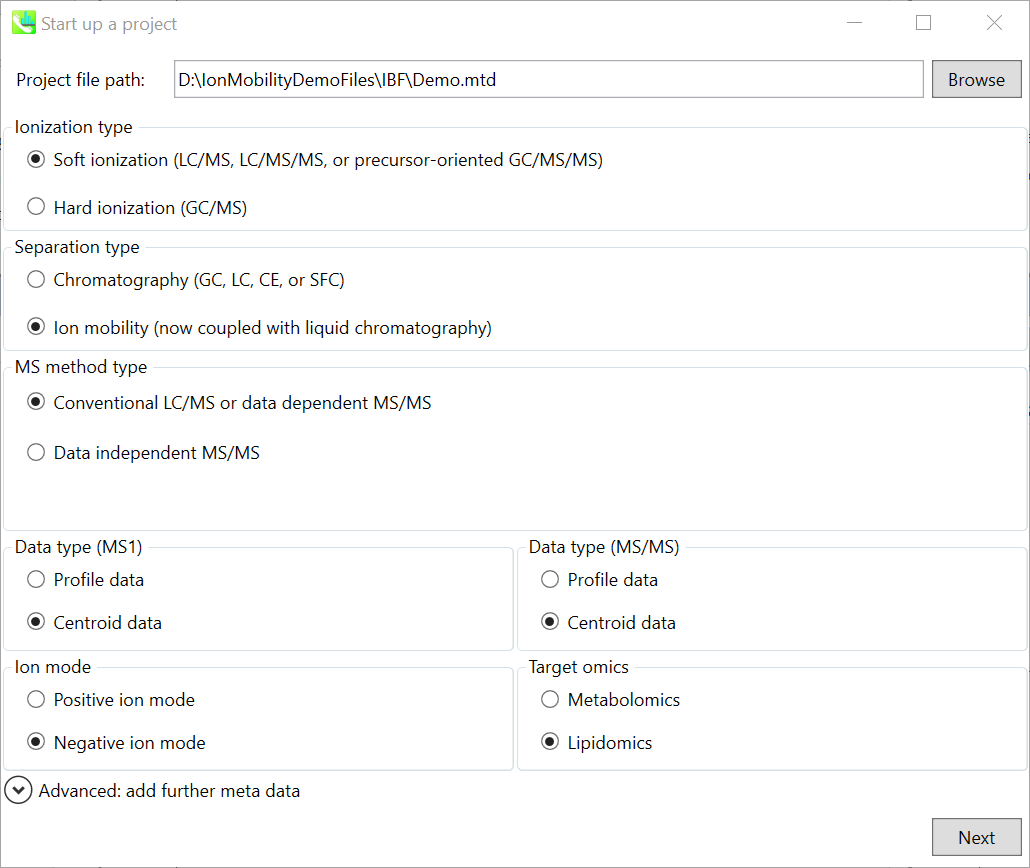 Start up a project
Project file path: D:\IonMobilityDemoFiles\IBF\Demo.mtd Browse
Ionization type
Soft ionization (LC/MS, LC/MS/MS, or precursor-oriented GC/MS/MS)
Hard ionization (GC/MS)
Separation type
Chromatography (GC, LC, CE, or SFC)
Ion mobility (now coupled with liquid chromatography)
MS method type
Conventional LC/MS or data dependent MS/MS
Data independent MS/MS
Data type (MS1)
Profile data
Centroid data
Data type (MS/MS)
Profile data
Centroid data
Ion mode
Positive ion mode
Negative ion mode
Target omics
Metabolomics
Lipidomics
Advanced: add further meta data
Next